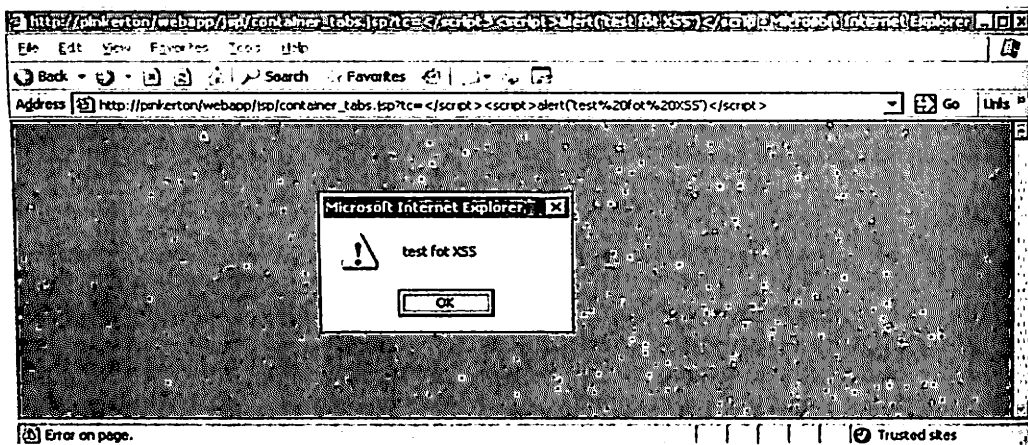 http://pinkerton/webapp/jsp/container_tabs.jsp?tc=</script><script>alert('test fot XSS')</script> - Microsoft Internet Explorer
File Edit View Favorites Tools Help
Back Search Favorites
Address http://pinkerton/webapp/jsp/container_tabs.jsp?tc=</script><script>alert('test%20fot%20XSS')</script> Go Links »
Microsoft Internet Explorer
test fot XSS
OK
Error on page. Trusted sites